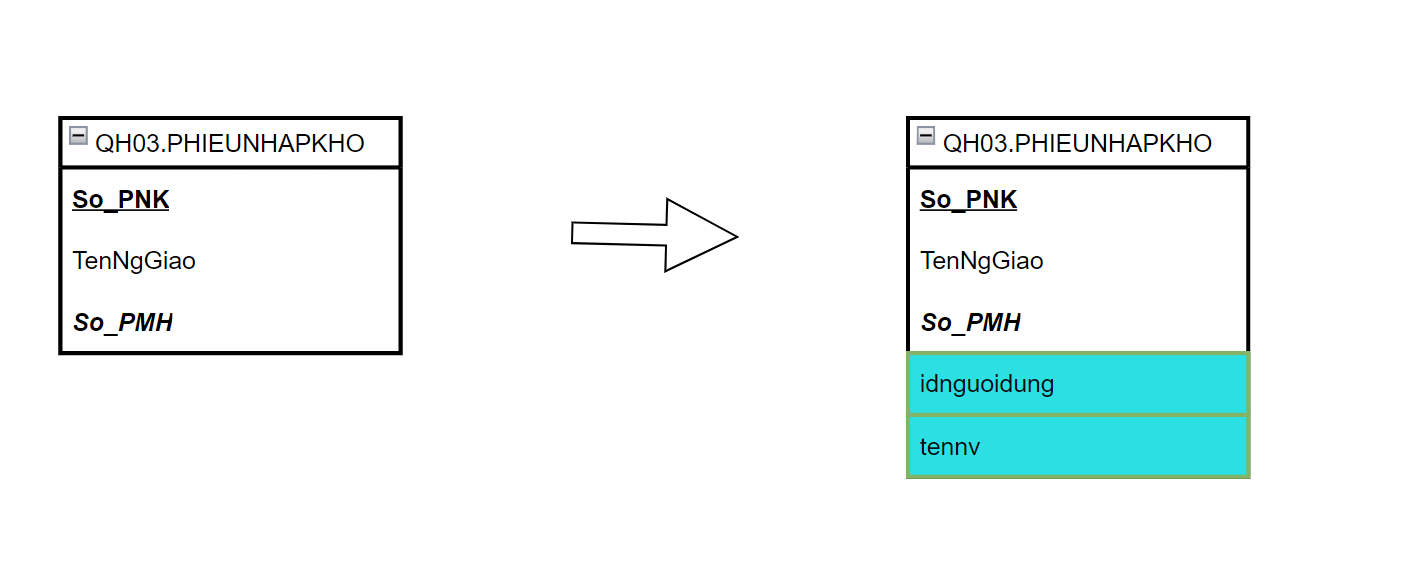 QH03.PHIEUNHAPKHO
So_PNK
TenNgGiao
So_PMH
QH03.PHIEUNHAPKHO
So_PNK
TenNgGiao
So_PMH
idnguoidung
tennv